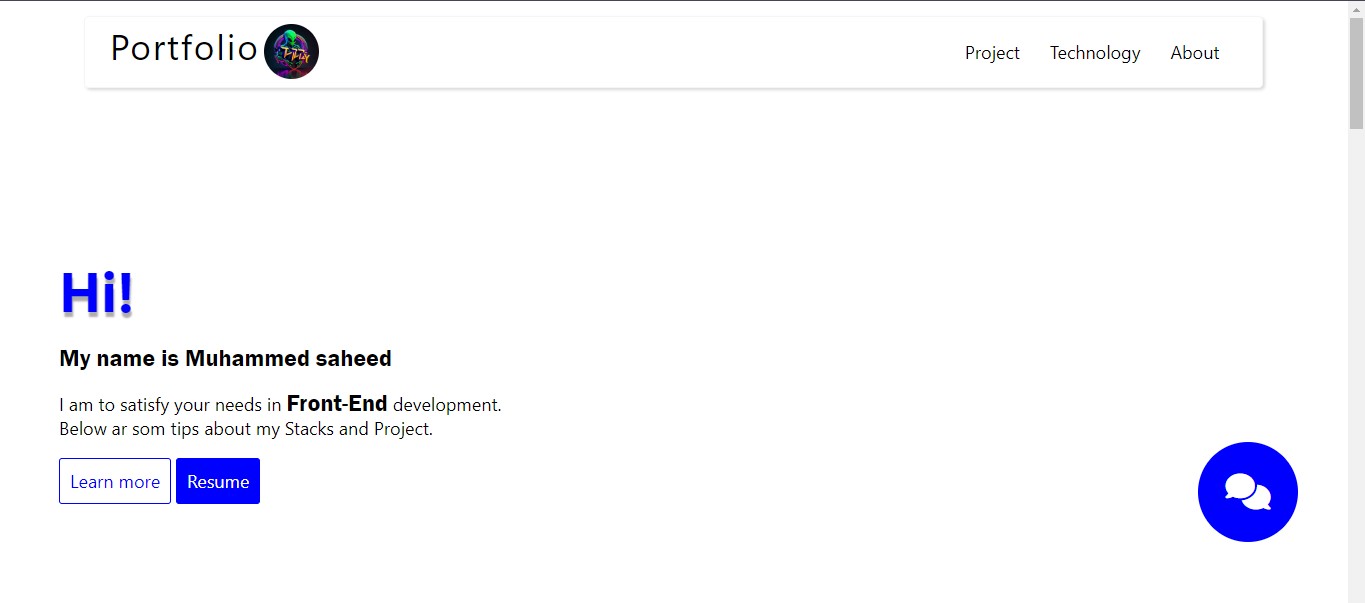 Portfolio
Project Technology About
Hi!
My name is Muhammed saheed
I am to satisfy your needs in Front-End development.
Below ar som tips about my Stacks and Project.
Learn more Resume